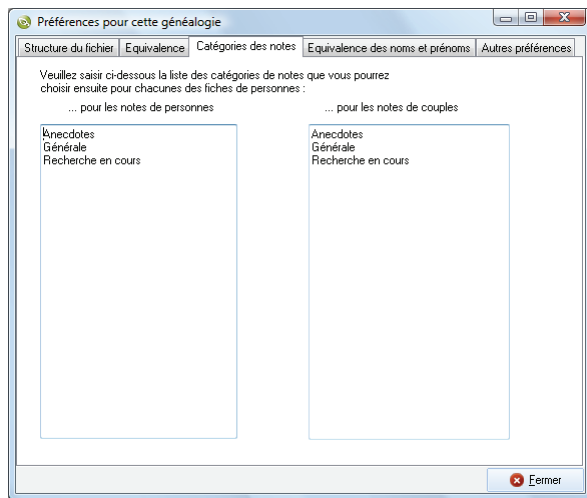 Préférences pour cette généalogie
Structure du fichier Equivalence Catégories des notes Equivalence des noms et prénoms Autres préférences
Veuillez saisir ci-dessous la liste des catégories de notes que vous pourrez
choisir ensuite pour chacunes des fiches de personnes :
... pour les notes de personnes
Anecdotes
Générale
Recherche en cours
... pour les notes de couples
Anecdotes
Générale
Recherche en cours
Fermer